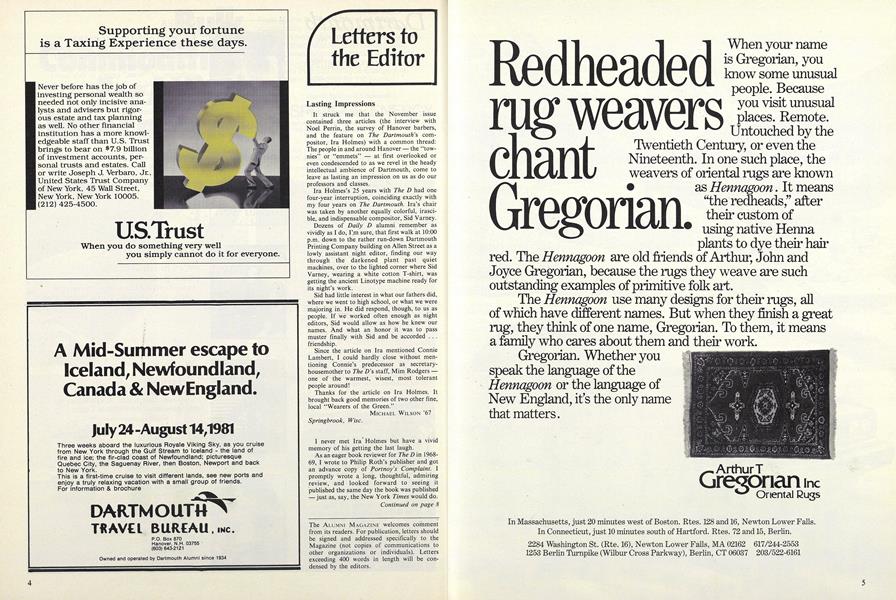 Supporting your fortune
is a Taxing Experience these days.
Never before has the job of
investing personal wealth so
needed not only incisive ana-
lysts and advisers but rigor-
ous estate and tax planning
as well. No other financial
institution has a more knowl-
edgeable staff than U.S. Trust
brings to bear on $7.9 billion
of investment accounts, per-
sonal trusts and estates. Call
or write Joseph J. Verbaro, Jr.,
United States Trust Company
of New York, 45 Wall Street,
New York, New York 10005.
(212) 425-4500.
U.S.Trust
When you do something very well
you simply cannot do it for everyone.
A Mid-Summer escape to
Iceland, Newfoundland,
Canada & New England.
July 24-August 14, 1981
Three weeks aboard the luxurious Royale Viking Sky, as you cruise
from New York through the Gulf Stream to Iceland - the land of
fire and ice; the fir-clad coast of Newfoundland; picturesque
Quebec City, the Saguenay River, then Boston, Newport and back
to New York.
This is a first-time cruise to visit different lands, see new ports and
enjoy a truly relaxing vacation with a small group of friends.
For information & brochure
DARTMOUTH
TRAVEL BUREAU, INC.
P.O. Box 870
Hanover, N.H. 03755
(603) 643-2121
Owned and operated by Dartmouth Alumni since 1934
4
Letters to
the Editor
Lasting Impressions
It struck me that the November issue
contained three articles (the interview with
Noel Perrin, the survey of Hanover barbers,
and the feature on The Dartmouth's com-
positor, Ira Holmes) with a common thread:
The people in and around Hanover — the "tow-
nies" or "emmets" — at first overlooked or
even condescended to as we revel in the heady
intellectual ambience of Dartmouth, come to
leave as lasting an impression on us as do our
professors and classes.
Ira Holmes's 25 years with The D had one
four-year interruption, coinciding exactly with
my four years on The Dartmouth. Ira's chair
was taken by another equally colorful, irasci-
ble, and indispensable compositor, Sid Varney.
Dozens of Daily D alumni remember as
vividly as I do, I'm sure, that first walk at 10:00
p.m. down to the rather run-down Dartmouth
Printing Company building on Allen Street as a
lowly assistant night editor, finding our way
through the darkened plant past quiet
machines, over to the lighted corner where Sid
Varney, wearing a white cotton T-shirt, was
getting the ancient Linotype machine ready for
its night's work.
Sid had little interest in what our fathers did,
where we went to high school, or what we were
majoring in. He did respond, though, to us as
people. If we worked often enough as night
editors, Sid would allow as how he knew our
names. And what an honor it was to pass
muster finally with Sid and be accorded . . .
friendship.
Since the article on Ira mentioned Connie
Lambert, I could hardly close without men-
tioning Connie's predecessor as secretary-
housemother to The D's staff, Mim Rodgers —
one of the warmest, wisest, most tolerant
people around!
Thanks for the article on Ira Holmes. It
brought back good memories of two other fine,
local "Wearers of the Green."
MICHAEL WILSON '67
Springbrook, Wisc.
I never met Ira Holmes but have a vivid
memory of his getting the last laugh.
As an eager book reviewer for The D in 1968-
69, I wrote to Philip Roth's publisher and got
an advance copy of Portnoy's Complaint. I
promptly wrote a long, thoughtful, admiring
review, and looked forward to seeing it
published the same day the book was published
— just as, say, the New York Times would do.
Continued on page 8
The ALUMNI MAGAZINE welcomes comment
from its readers. For publication, letters should
be signed and addressed specifically to the
Magazine (not copies of communications to
other organizations or individuals). Letters
exceeding 400 words in length will be con-
densed by the editors.
Redheaded
rug weavers
chant
Gregorian.
When your name
is Gregorian, you
know some unusual
people. Because
you visit unusual
places. Remote.
Untouched by the
Twentieth Century, or even the
Nineteenth. In one such place, the
weavers of oriental rugs are known
as Hennagoon. It means
"the redheads," after
their custom of
using native Henna
plants to dye their hair
red. The Hennagoon are old friends of Arthur, John and
Joyce Gregorian, because the rugs they weave are such
outstanding examples of primitive folk art.
The Hennagoon use many designs for their rugs, all
of which have different names. But when they finish a great
rug, they think of one name, Gregorian. To them, it means
a family who cares about them and their work.
Gregorian. Whether you
speak the language of the
Hennagoon or the language of
New England, it's the only name
that matters.
Arthur T
Gregorian Inc
Oriental Rugs
In Massachusetts, just 20 minutes west of Boston. Rtes. 128 and 16, Newton Lower Falls.
In Connecticut, just 10 minutes south of Hartford. Rtes. 72 and 15, Berlin.
2284 Washington St. (Rte. 16), Newton Lower Falls, MA 02162 617/244-2553
1253 Berlin Turnpike (Wilbur Cross Parkway), Berlin, CT 06037 203/522-6161
5